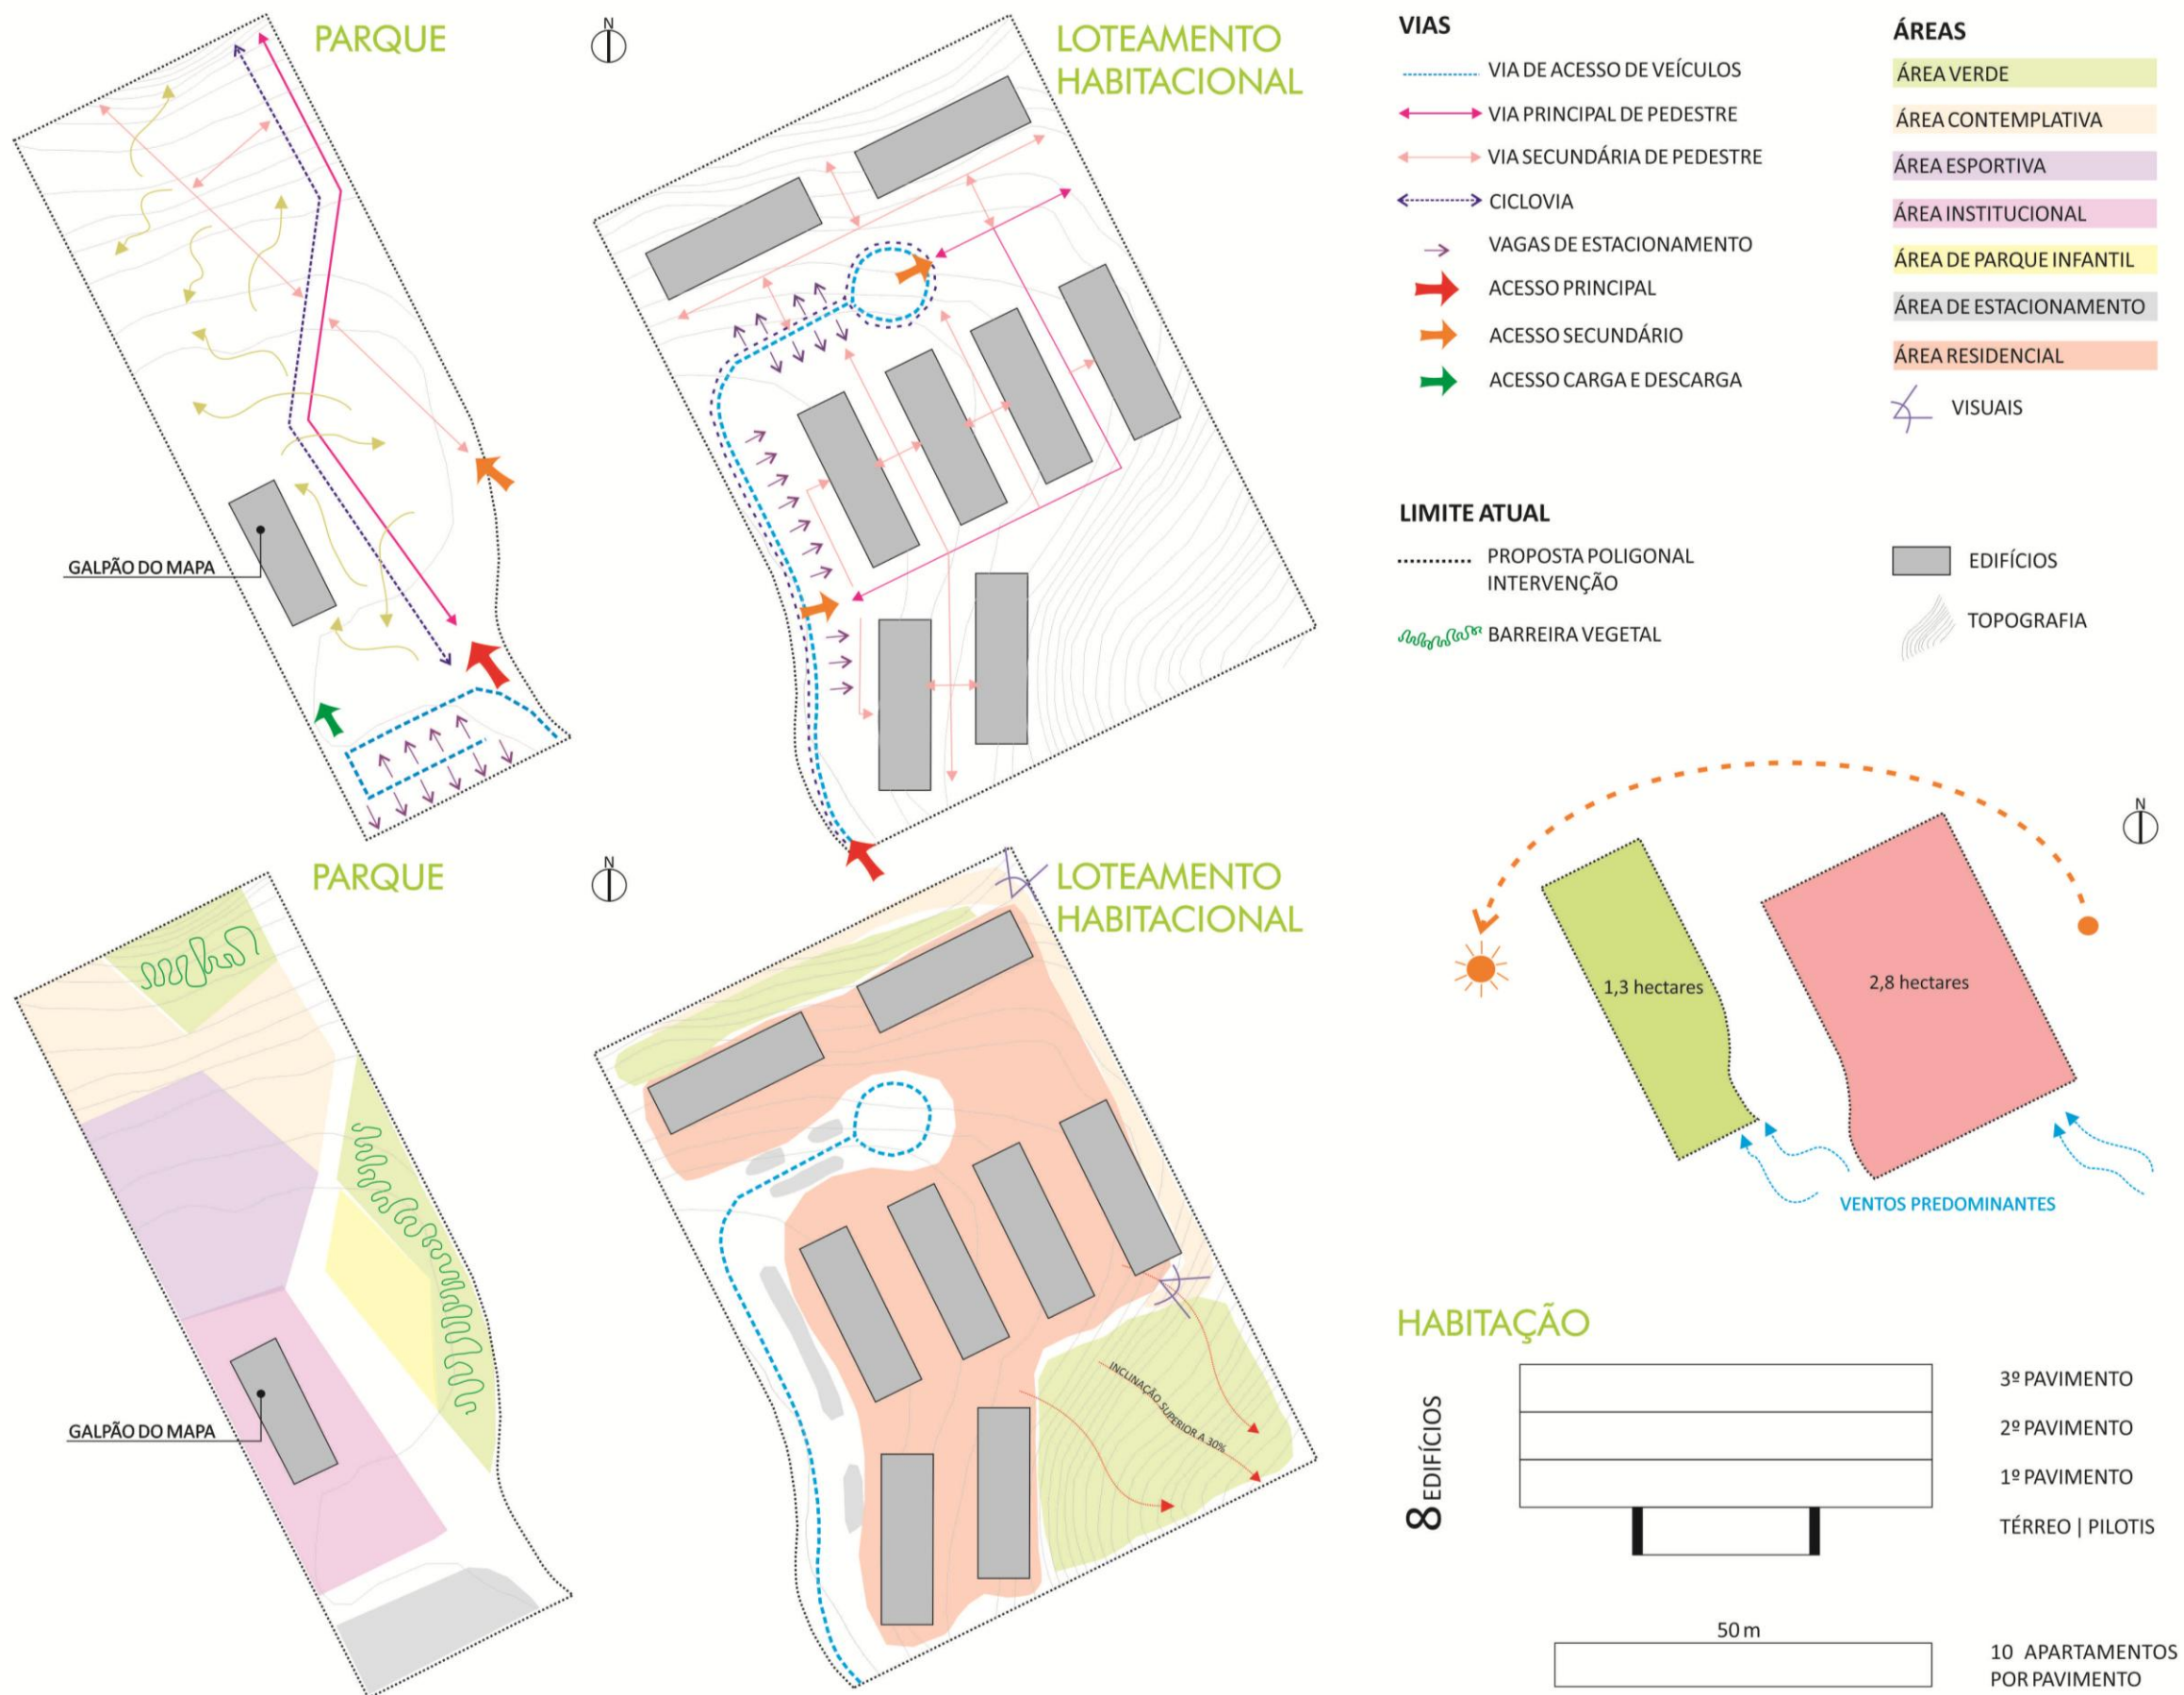 PARQUE
N
LOTEAMENTO
HABITACIONAL
GALPÃO DO MAPA
VIAS
VIA DE ACESSO DE VEÍCULOS
VIA PRINCIPAL DE PEDESTRE
VIA SECUNDÁRIA DE PEDESTRE
CICLOVIA
VAGAS DE ESTACIONAMENTO
ACESSO PRINCIPAL
ACESSO SECUNDÁRIO
ACESSO CARGA E DESCARGA
ÁREAS
ÁREA VERDE
ÁREA CONTEMPLATIVA
ÁREA ESPORTIVA
ÁREA INSTITUCIONAL
ÁREA DE PARQUE INFANTIL
ÁREA DE ESTACIONAMENTO
ÁREA RESIDENCIAL
VISUAIS
LIMITE ATUAL
PROPOSTA POLIGONAL
INTERVENÇÃO
BARREIRA VEGETAL
EDIFÍCIOS
TOPOGRAFIA
PARQUE
N
LOTEAMENTO
HABITACIONAL
GALPÃO DO MAPA
INCLINAÇÃO SUPERIOR A 30%
N
1,3 hectares
2,8 hectares
VENTOS PREDOMINANTES
HABITAÇÃO
8 EDIFÍCIOS
3º PAVIMENTO
2º PAVIMENTO
1º PAVIMENTO
TÉRREO | PILOTIS
50 m
10 APARTAMENTOS
POR PAVIMENTO